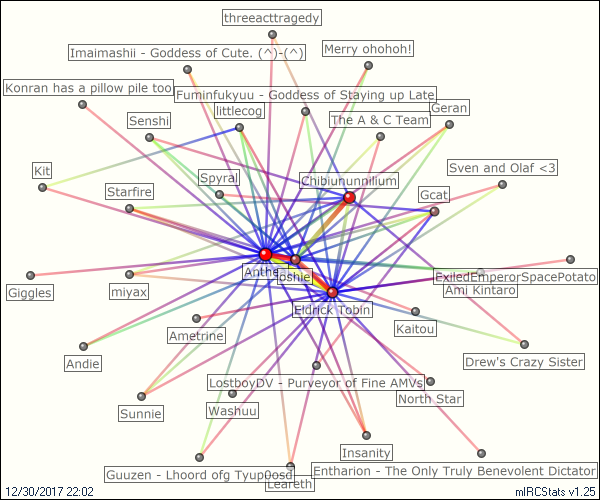 threeacttragedy
Merry ohohoh!
Imaimashii - Goddess of Cute. (^)-(^)
Konran has a pillow pile too
Fuminfukyuu - Goddess of Staying up Late
Geran
littlecog
Senshi
The A & C Team
Sven and Olaf <3
Kit
Spyral
Chibiununnilium
Starfire
Gcat
Anthe
Eshie
ExiledEmperorSpacePotato
Giggles
miyax
Ami Kintaro
Eldrick Tobin
Kaitou
Ametrine
Andie
Drew's Crazy Sister
LostboyDV - Purveyor of Fine AMVs
North Star
Sunnie
Washuu
Insanity
Guuzen - Lhoord ofg Tyup0osd
Entharion - The Only Truly Benevolent Dictator
Leareth
12/30/2017 22:02
mIRCStats v1.25